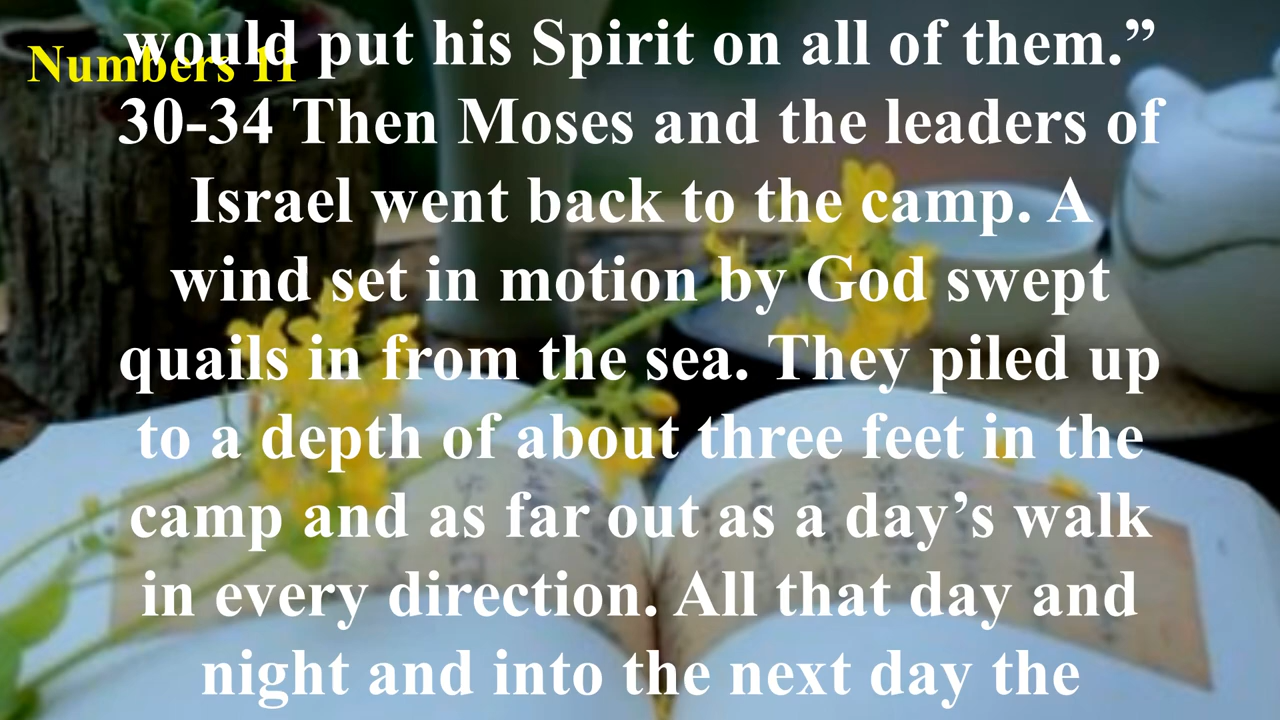 Numbers 11
would put his Spirit on all of them.”
30-34 Then Moses and the leaders of
Israel went back to the camp. A
wind set in motion by God swept
quails in from the sea. They piled up
to a depth of about three feet in the
camp and as far out as a day’s walk
in every direction. All that day and
night and into the next day the